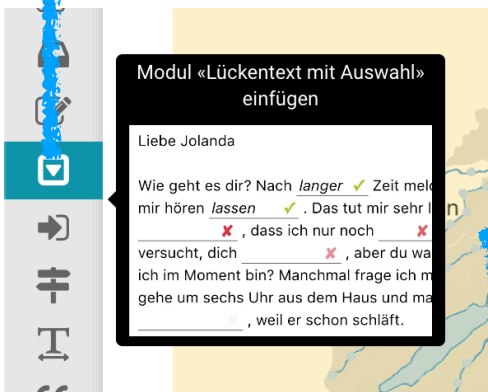 Modul «Lückentext mit Auswahl»
einfügen
Liebe Jolanda
Wie geht es dir? Nach langer ✓ Zeit meld
mir hören lassen ✓ . Das tut mir sehr l
✘ , dass ich nur noch ✘
versucht, dich ✘ , aber du wa
ich im Moment bin? Manchmal frage ich m
gehe um sechs Uhr aus dem Haus und ma
✘ , weil er schon schläft.
n
T